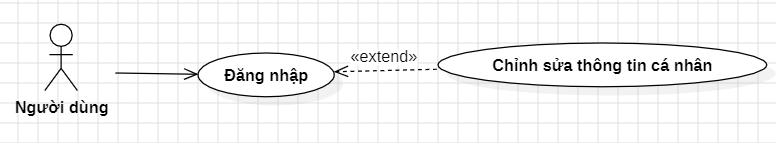 «extend»
Đăng nhập
Chỉnh sửa thông tin cá nhân
Người dùng